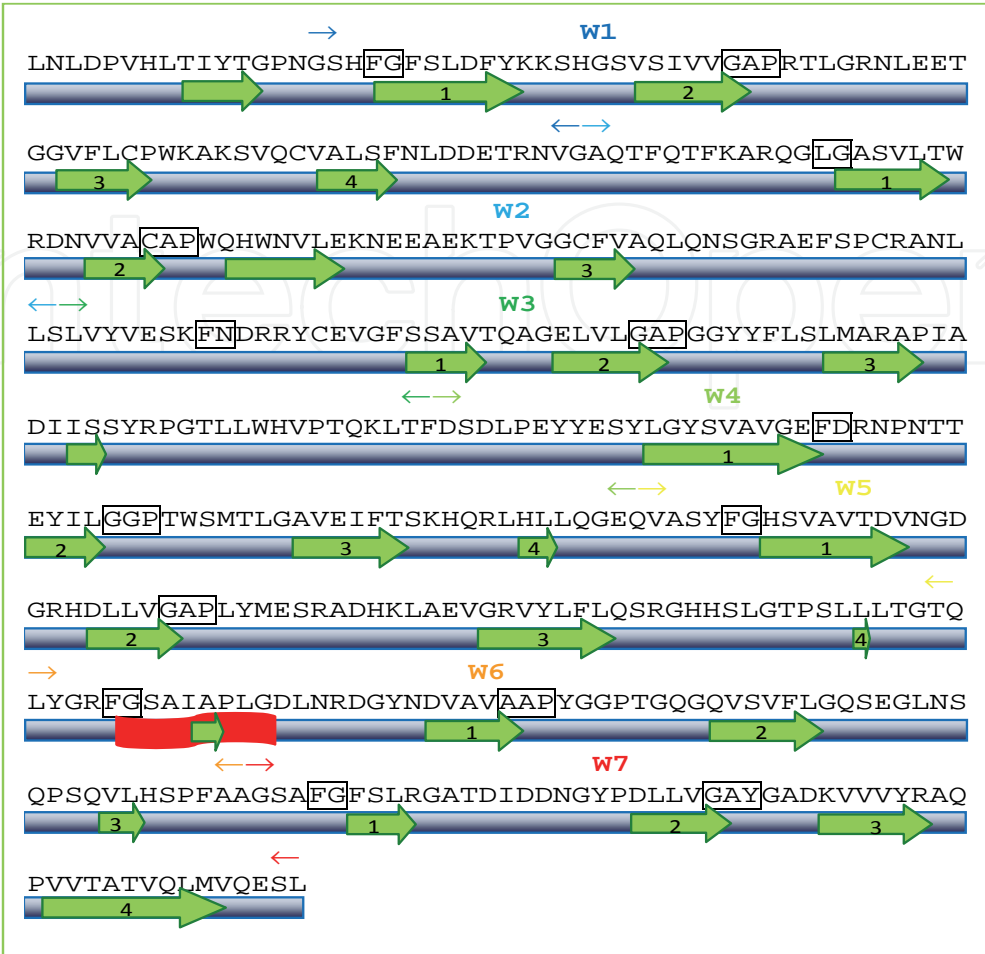 W1
LNLDPVHLTIYTGPNGSHFGFSLDFYKKSHGSVSIVVGAPRTLGRNLEET
1 2
GGVFLCPWKAKSVQCVALSFNLDDETRNVGAQTFQTFKARQGLGASVLTW
3 4 1
W2
RDNVVACAPWQHWNVLEKNEEAEKTPVGGCFVAQLQNSGRAEFSPCRANL
2 3
W3
LSLVYVESKFNDRRYCEVGFSSAVTQAGELVLGAPGGYYFLSLMARAPIA
1 2 3
W4
DIISSYRPGTLLWHVPTQKLTFDSDLPEYYESYLGYSVAVGEFDRNPNTT
1
W5
EYILGGPTWSMTLGAVEIFTSKHQRLHLLQGEQVASYFGHSVAVTDVNGD
2 3 4 1
GRHDLLVGAPLYMESRADHKLAEVGRVYLFLQSRGHHSLGTPSLLLTGTQ
2 3 4
W6
LYGRFGSAIAPLGDLNRDGYNDVAVAAPYGGPTGQGQVSVFLGQSEGLNS
1 2
W7
QPSQVLHSPFAAGSAFGFSLRGATDIDDNGYPDLLVGAYGADKVVVYRAQ
3 1 2 3
PVVTATVQLMVQESL
4